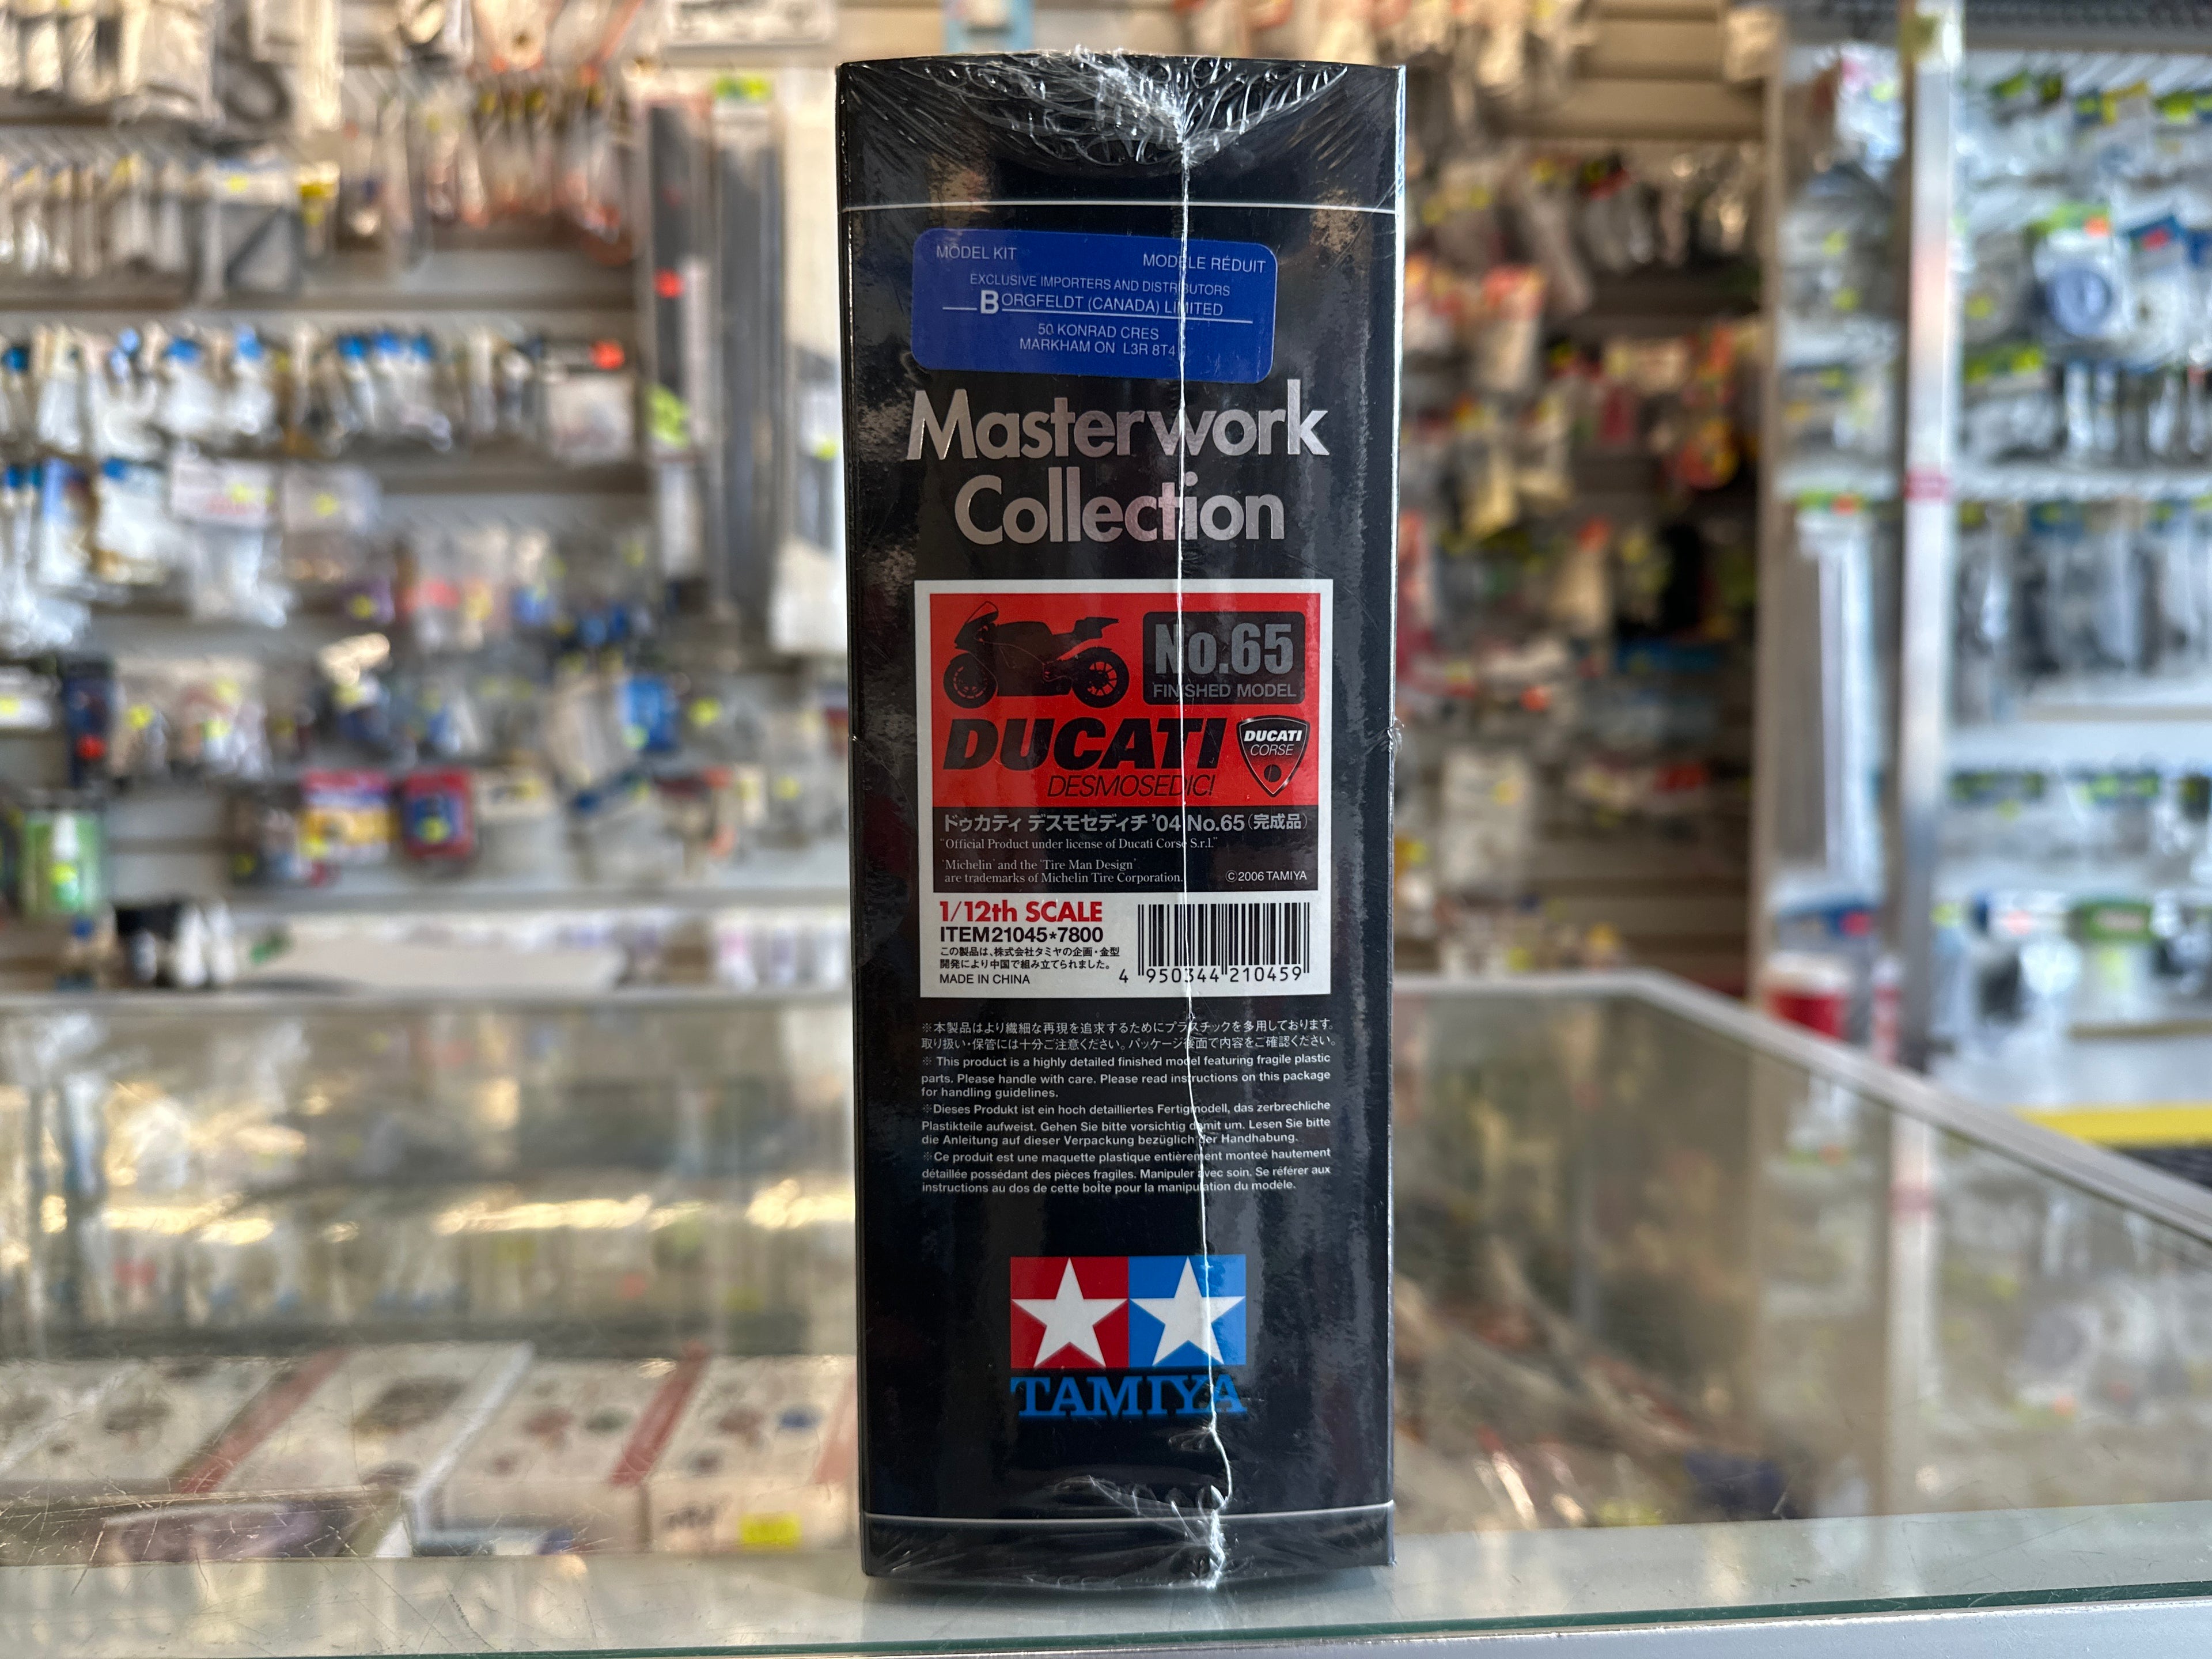 MODEL KIT MODÈLE RÉDUIT
EXCLUSIVE IMPORTERS AND DISTRIBUTORS
BORGFELDT (CANADA) LIMITED
50 KONRAD CRES
MARKHAM ON L3R 8T4
Masterwork
Collection
No.65
FINISHED MODEL
DUCATI
DESMOSEDICI
DUCATI
CORSE
ドゥカティ デスモセディチ '04 No.65(完成品)
"Official Product under license of Ducati Corse S.r.l."
'Michelin' and the 'Tire Man Design'
are trademarks of Michelin Tire Corporation.
©2006 TAMIYA
1/12th SCALE
ITEM21045*7800
この製品は、株式会社タミヤの企画・金型
開発により中国で組み立てられました。
MADE IN CHINA
4 950344 210459
※本製品はより繊細な再現を追求するためにプラスチックを多用しております。
取り扱い・保管には十分ご注意ください。パッケージ後面で内容をご確認ください。
※ This product is a highly detailed finished model featuring fragile plastic
parts. Please handle with care. Please read instructions on this package
for handling guidelines.
※Dieses Produkt ist ein hoch detailliertes Fertigmodell, das zerbrechliche
Plastikteile aufweist. Gehen Sie bitte vorsichtig damit um. Lesen Sie bitte
die Anleitung auf dieser Verpackung bezüglich der Handhabung.
※Ce produit est une maquette plastique entièrement monteé hautement
détaillée possédant des pièces fragiles. Manipuler avec soin. Se référer aux
instructions au dos de cette boîte pour la manipulation du modèle.
TAMIYA